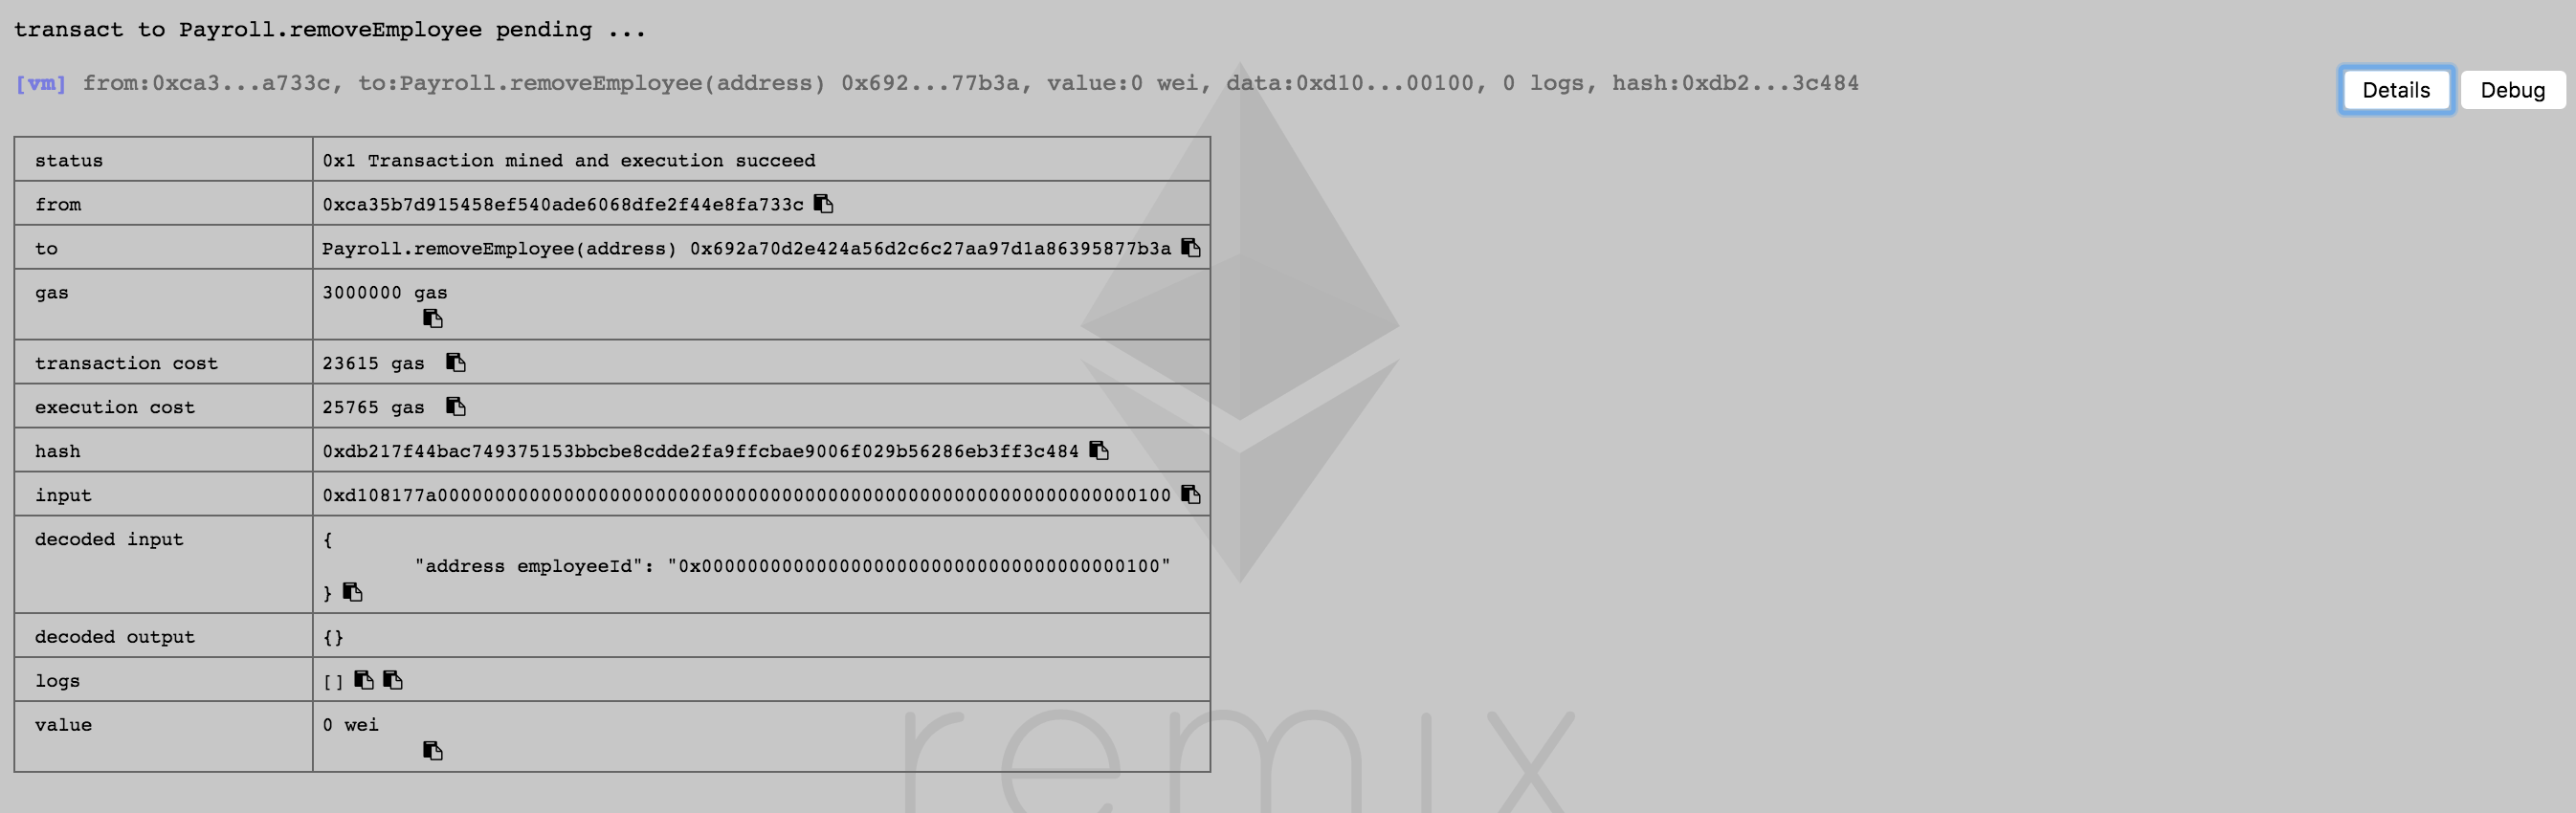 transact to Payroll.removeEmployee pending ...
[vm] from:0xca3...a733c, to:Payroll.removeEmployee(address) 0x692...77b3a, value:0 wei, data:0xd10...00100, 0 logs, hash:0xdb2...3c484
Details Debug
status 0x1 Transaction mined and execution succeed
from 0xca35b7d915458ef540ade6068dfe2f44e8fa733c
to Payroll.removeEmployee(address) 0x692a70d2e424a56d2c6c27aa97d1a86395877b3a
gas 3000000 gas
transaction cost 23615 gas
execution cost 25765 gas
hash 0xdb217f44bac749375153bbcbe8cdde2fa9ffcbae9006f029b56286eb3ff3c484
input 0xd108177a0000000000000000000000000000000000000000000000000000000000000100
decoded input {
"address employeeId": "0x0000000000000000000000000000000000000100"
}
decoded output {}
logs []
value 0 wei
remix